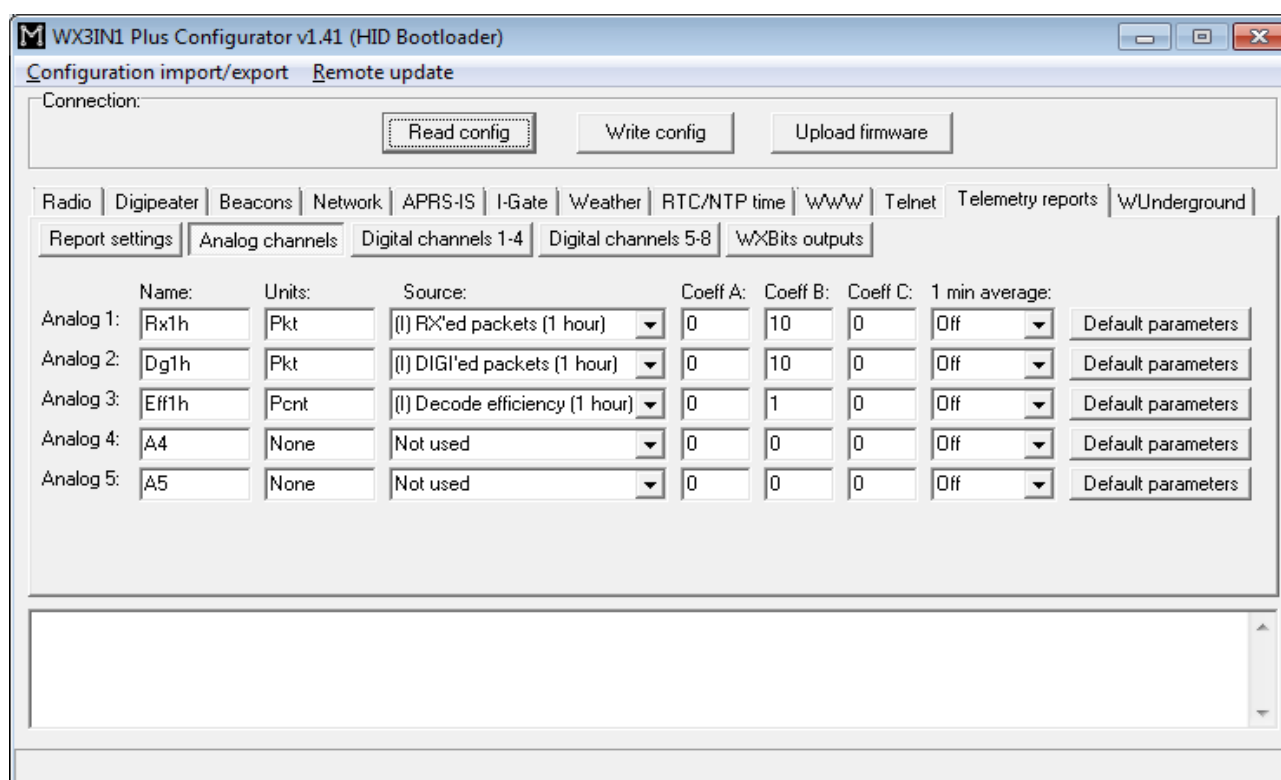 WX3IN1 Plus Configurator v1.41 (HID Bootloader)
Configuration import/export Remote update
Connection:
Read config Write config Upload firmware
Radio Digipeater Beacons Network APRS-IS I-Gate Weather RTC/NTP time WWW Telnet Telemetry reports WUnderground
Report settings Analog channels Digital channels 1-4 Digital channels 5-8 WXBits outputs
Name: Units: Source: Coeff A: Coeff B: Coeff C: 1 min average:
Analog 1: Rx1h Pkt (I) RX'ed packets (1 hour) 0 10 0 Off Default parameters
Analog 2: Dg1h Pkt (I) DIGI'ed packets (1 hour) 0 10 0 Off Default parameters
Analog 3: Eff1h Pcnt (I) Decode efficiency (1 hour) 0 1 0 Off Default parameters
Analog 4: A4 None Not used 0 0 0 Off Default parameters
Analog 5: A5 None Not used 0 0 0 Off Default parameters